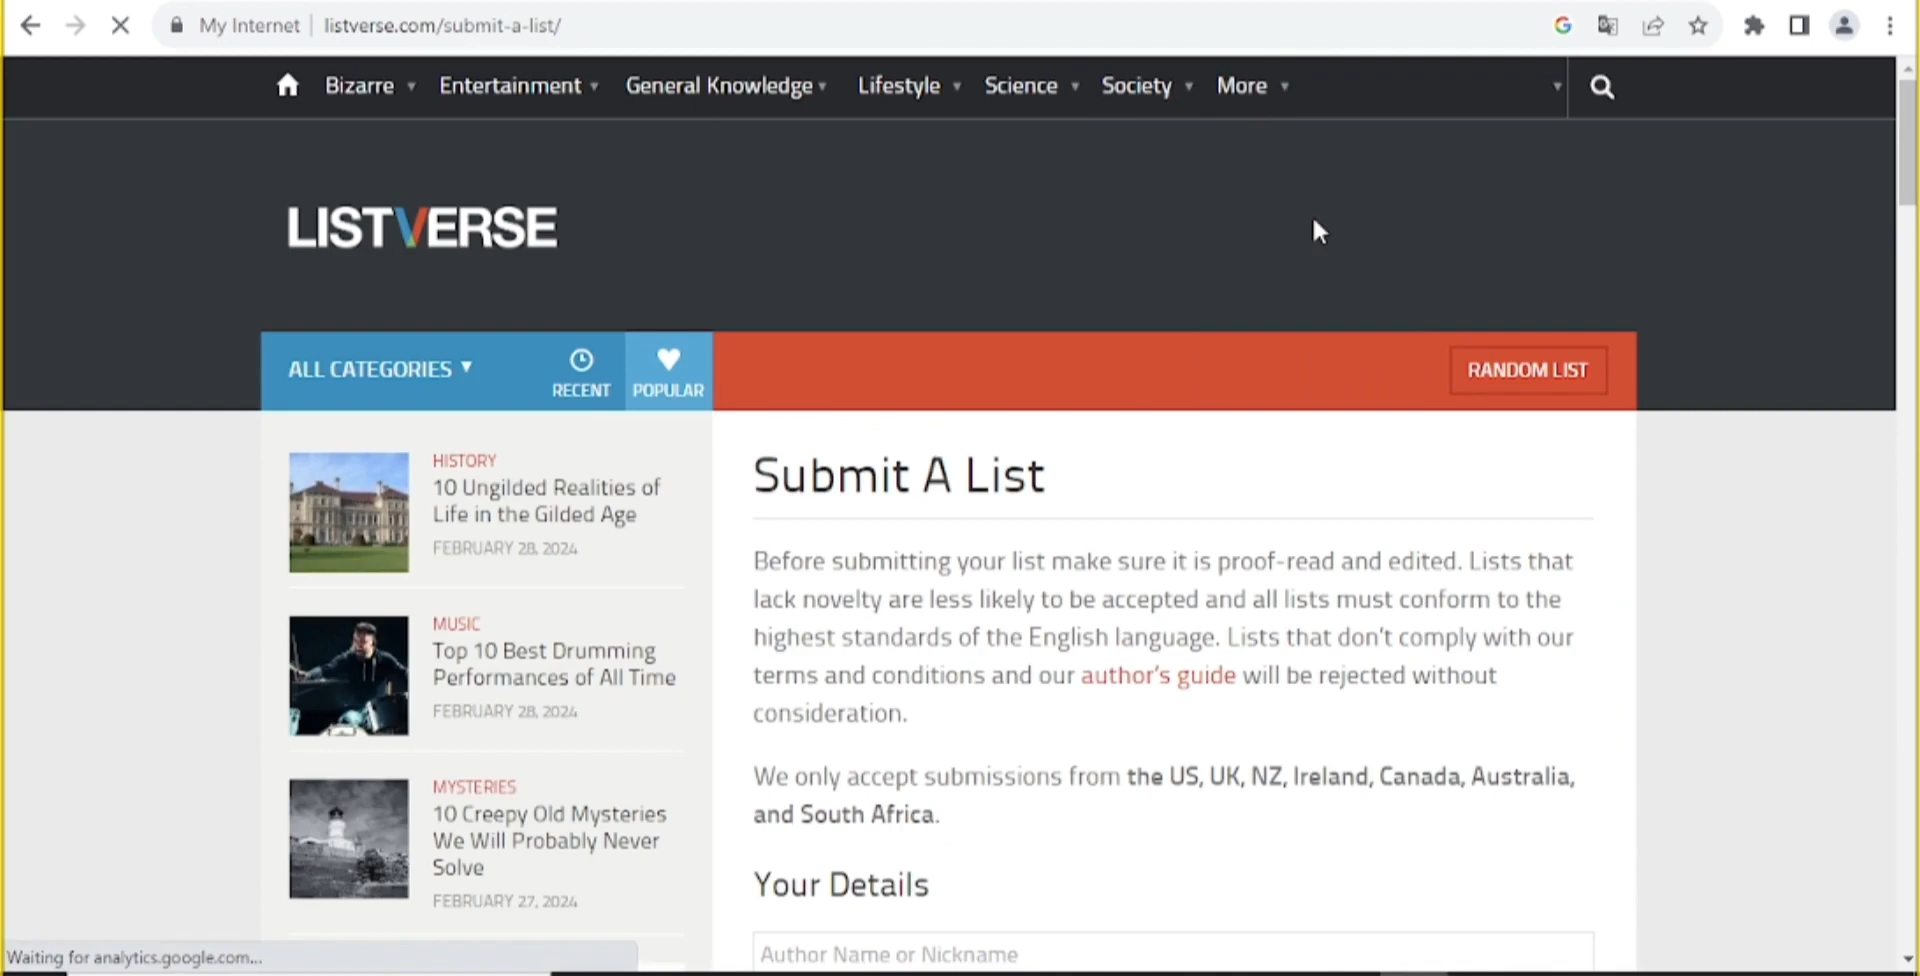 My Internet | listverse.com/submit-a-list/
Bizarre Entertainment General Knowledge Lifestyle Science Society More
LISTVERSE
ALL CATEGORIES
RECENT
POPULAR
RANDOM LIST
HISTORY
10 Ungilded Realities of
Life in the Gilded Age
FEBRUARY 28, 2024
MUSIC
Top 10 Best Drumming
Performances of All Time
FEBRUARY 28, 2024
MYSTERIES
10 Creepy Old Mysteries
We Will Probably Never
Solve
FEBRUARY 27, 2024
Submit A List
Before submitting your list make sure it is proof-read and edited. Lists that
lack novelty are less likely to be accepted and all lists must conform to the
highest standards of the English language. Lists that don't comply with our
terms and conditions and our author's guide will be rejected without
consideration.
We only accept submissions from the US, UK, NZ, Ireland, Canada, Australia,
and South Africa.
Your Details
Author Name or Nickname
Waiting for analytics.google.com...